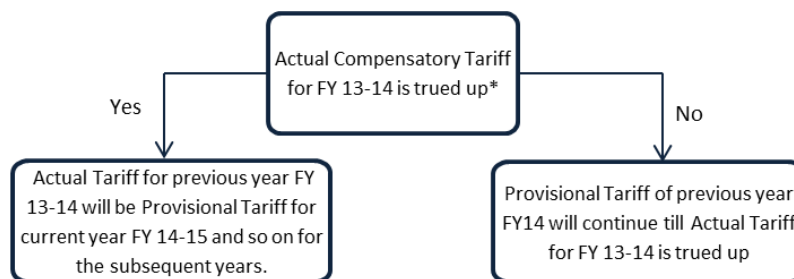 Actual Compensatory Tariff
for FY 13-14 is trued up*
Yes
No
Actual Tariff for previous year FY
13-14 will be Provisional Tariff for
current year FY 14-15 and so on for
the subsequent years.
Provisional Tariff of previous year
FY14 will continue till Actual Tariff
for FY 13-14 is trued up